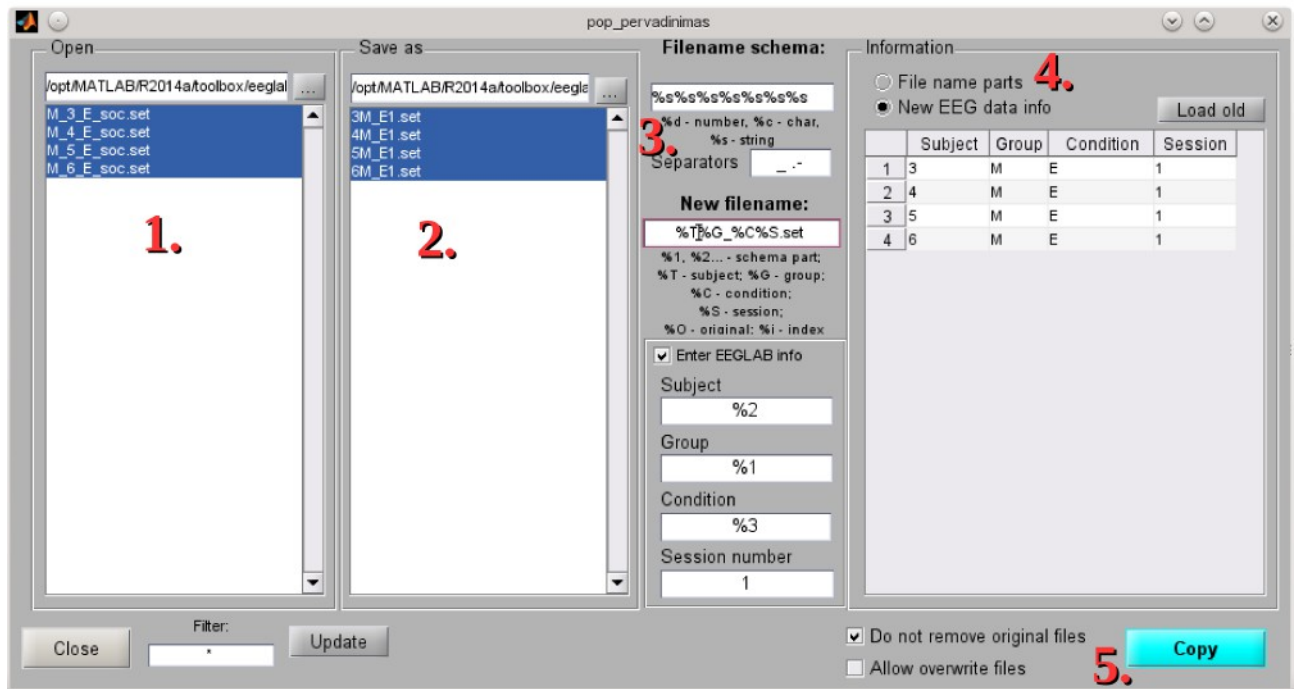 pop_pervadinimas
Open
/opt/MATLAB/R2014a/toolbox/eeglal
...
M_3_E_soc.set
M_4_E_soc.set
M_5_E_soc.set
M_6_E_soc.set
1.
Save as
/opt/MATLAB/R2014a/toolbox/eegla
...
3M_E1.set
4M_E1.set
5M_E1.set
6M_E1.set
2.
Filename schema:
%s%s%s%s%s%s%s%s
%d - number, %c - char,
%s - string
3.
Separators _ .-
New filename:
%T%G_%C%S.set
%1, %2... - schema part;
%T - subject; %G - group;
%C - condition;
%S - session;
%O - original: %i - index
Enter EEGLAB info
Subject
%2
Group
%1
Condition
%3
Session number
1
Information
File name parts
4.
New EEG data info
Load old
Subject Group Condition Session
1 3 M E 1
2 4 M E 1
3 5 M E 1
4 6 M E 1
Close
Filter:
*
Update
Do not remove original files
Allow overwrite files
5.
Copy